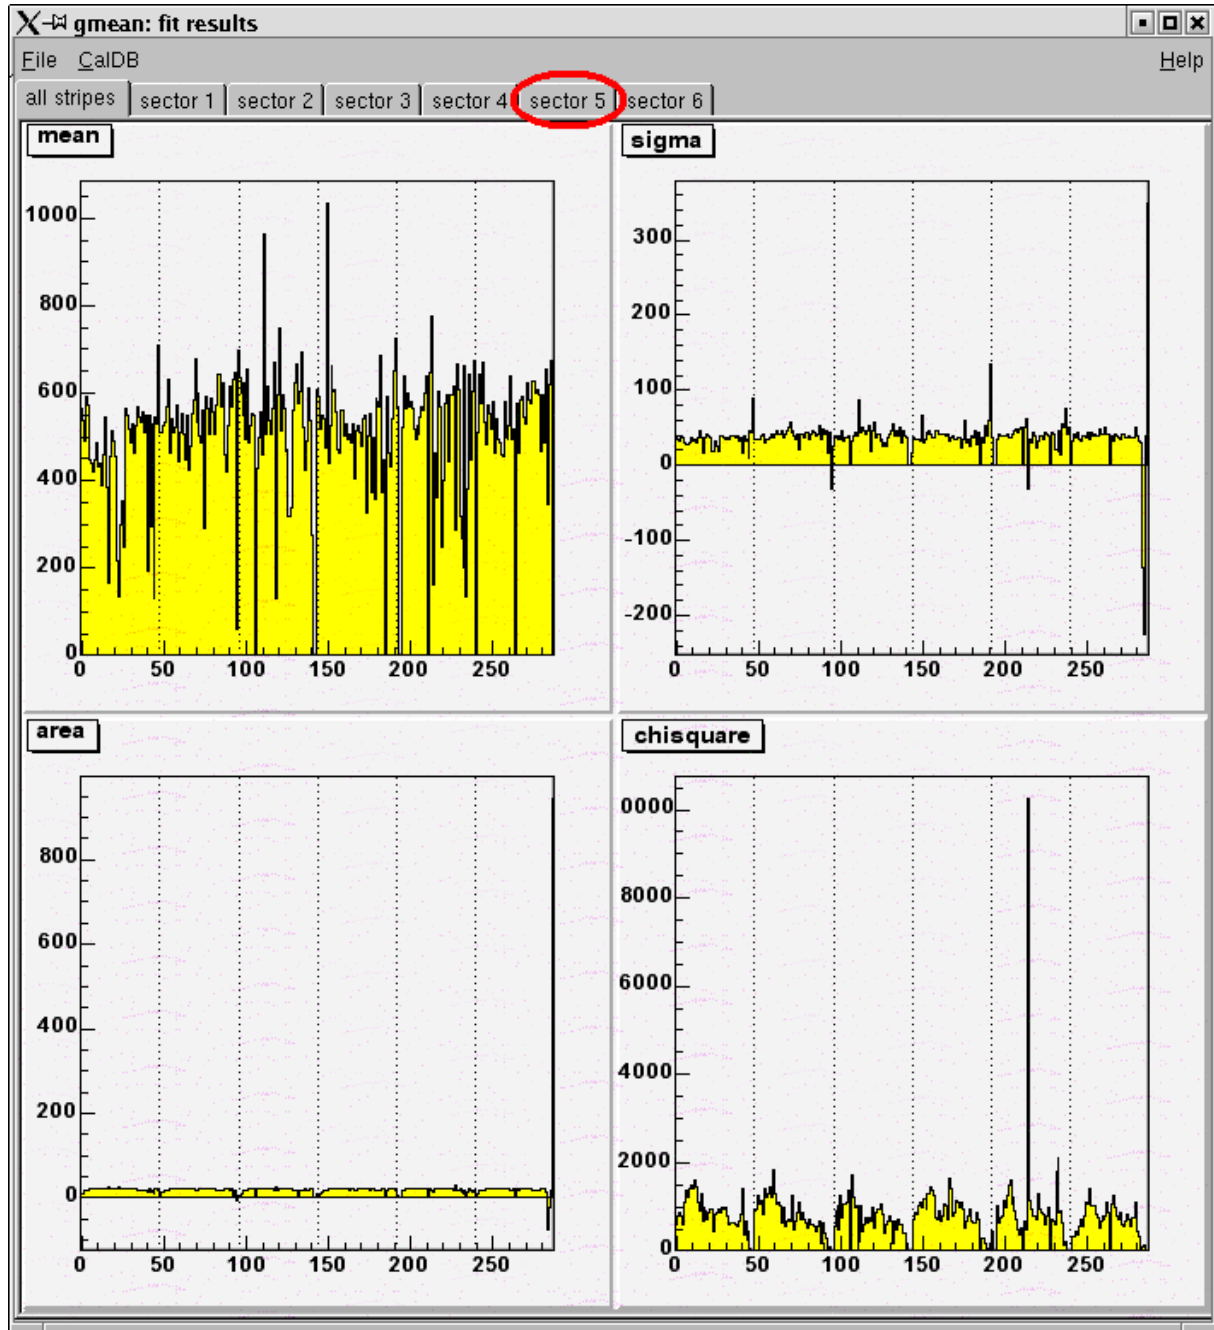 gmean: fit results
File CalDB Help
all stripes sector 1 sector 2 sector 3 sector 4 sector 5 sector 6
mean
1000
800
600
400
200
0
0 50 100 150 200 250
sigma
300
200
100
0
-100
-200
0 50 100 150 200 250
area
800
600
400
200
0
0 50 100 150 200 250
chisquare
0000
8000
6000
4000
2000
0
0 50 100 150 200 250